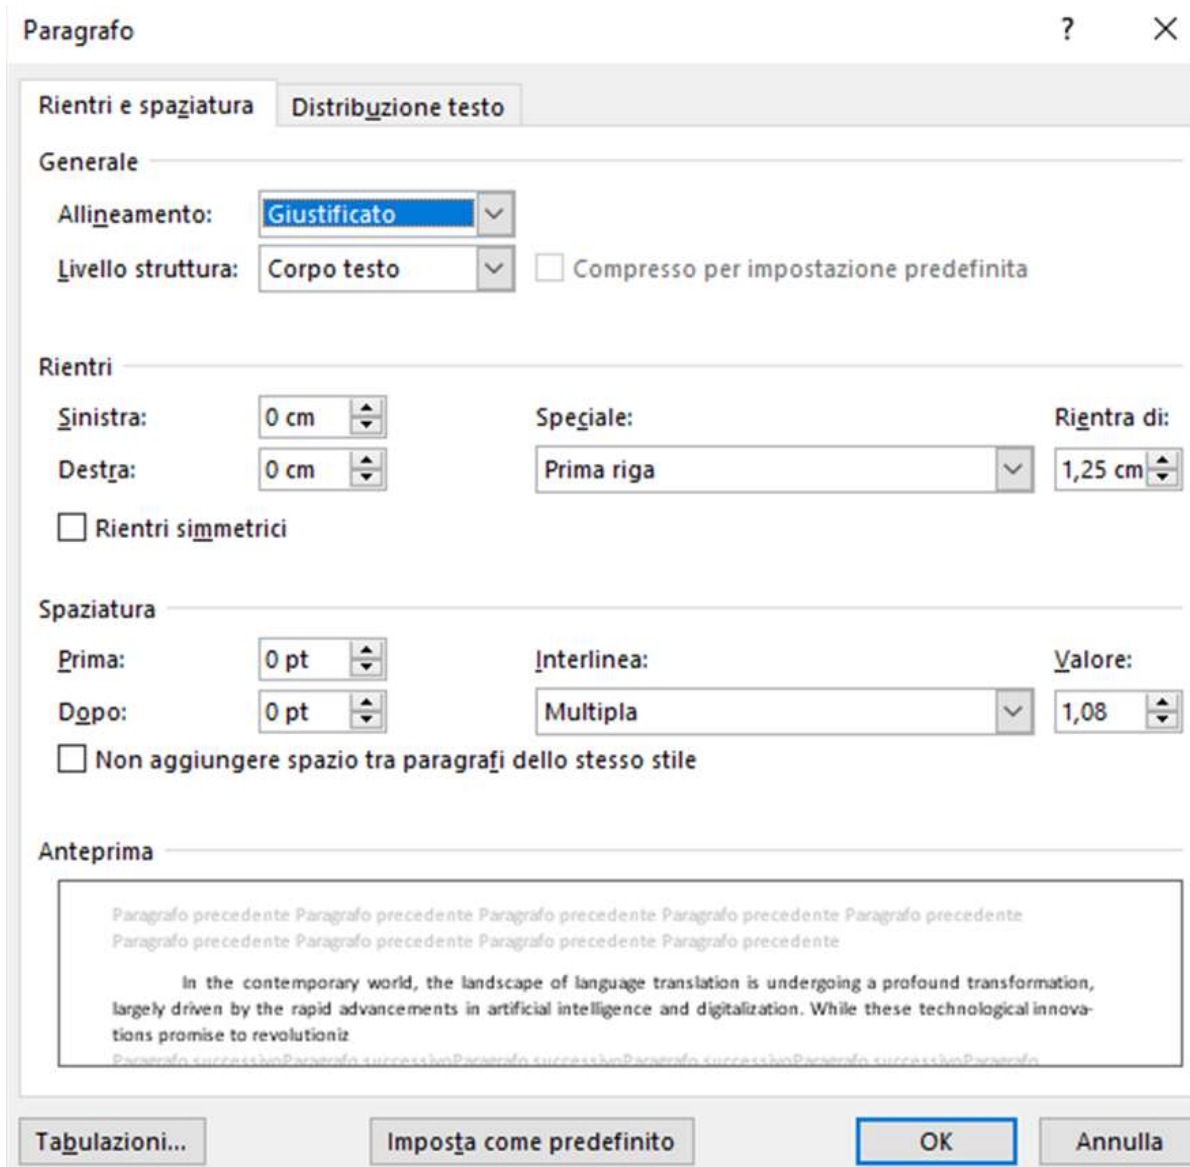 Paragrafo ?
Rientri e spaziatura Distribuzione testo
Generale
Allineamento: Giustificato
Livello struttura: Corpo testo Compresso per impostazione predefinita
Rientri
Sinistra: 0 cm Speciale: Rientra di:
Destra: 0 cm Prima riga 1,25 cm
Rientri simmetrici
Spaziatura
Prima: 0 pt Interlinea: Valore:
Dopo: 0 pt Multipla 1,08
Non aggiungere spazio tra paragrafi dello stesso stile
Anteprima
Paragrafo precedente Paragrafo precedente Paragrafo precedente Paragrafo precedente Paragrafo precedente
Paragrafo precedente Paragrafo precedente Paragrafo precedente Paragrafo precedente
In the contemporary world, the landscape of language translation is undergoing a profound transformation,
largely driven by the rapid advancements in artificial intelligence and digitalization. While these technological innova-
tions promise to revolutioniz
Paragrafo successivoParagrafo successivoParagrafo successivoParagrafo successivoParagrafo successivoParagrafo
Tabulazioni... Imposta come predefinito OK Annulla